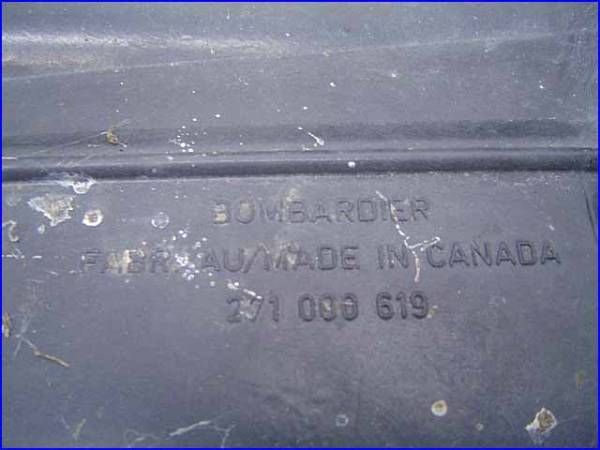 BOMBARDIER
FABR. AU/MADE IN CANADA
271 000 619